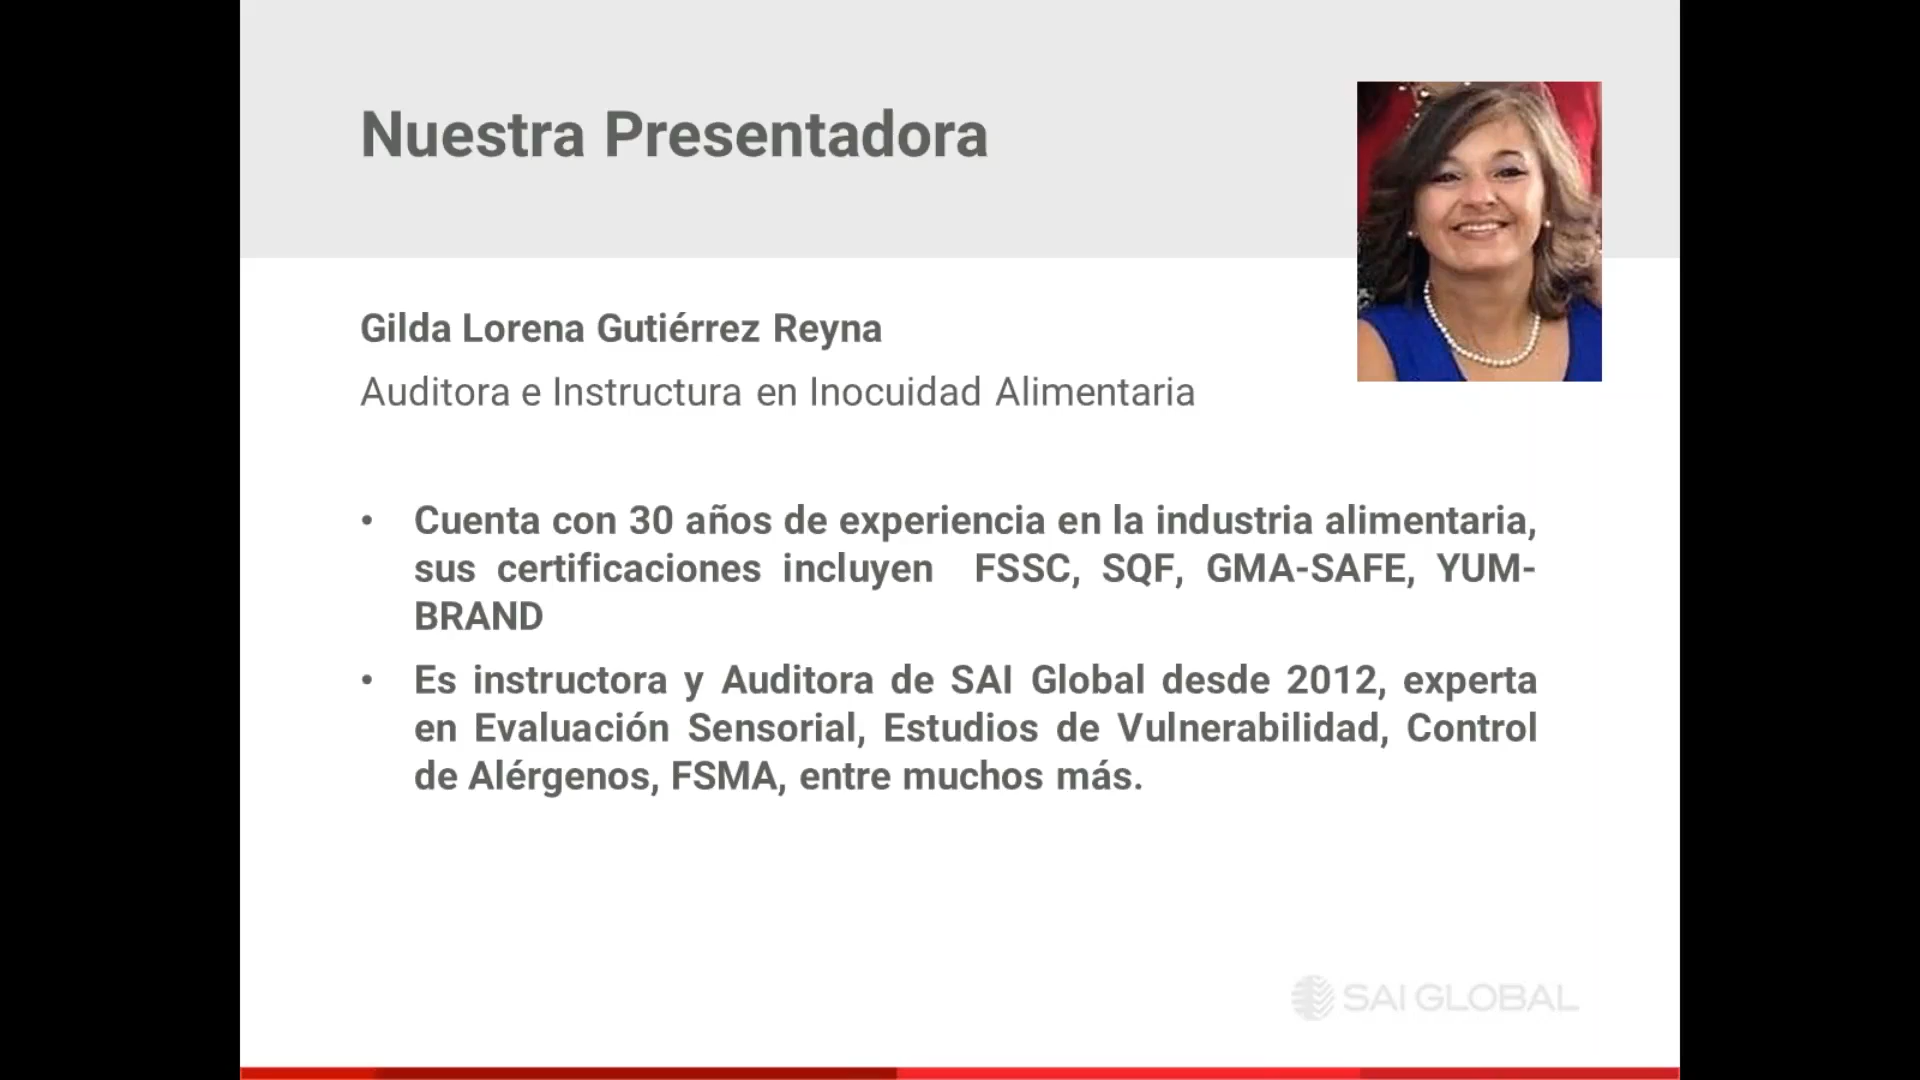 Nuestra Presentadora
Gilda Lorena Gutiérrez Reyna
Auditora e Instructura en Inocuidad Alimentaria
• Cuenta con 30 años de experiencia en la industria alimentaria,
sus certificaciones incluyen FSSC, SQF, GMA-SAFE, YUM-
BRAND
• Es instructora y Auditora de SAI Global desde 2012, experta
en Evaluación Sensorial, Estudios de Vulnerabilidad, Control
de Alérgenos, FSMA, entre muchos más.
SAI GLOBAL